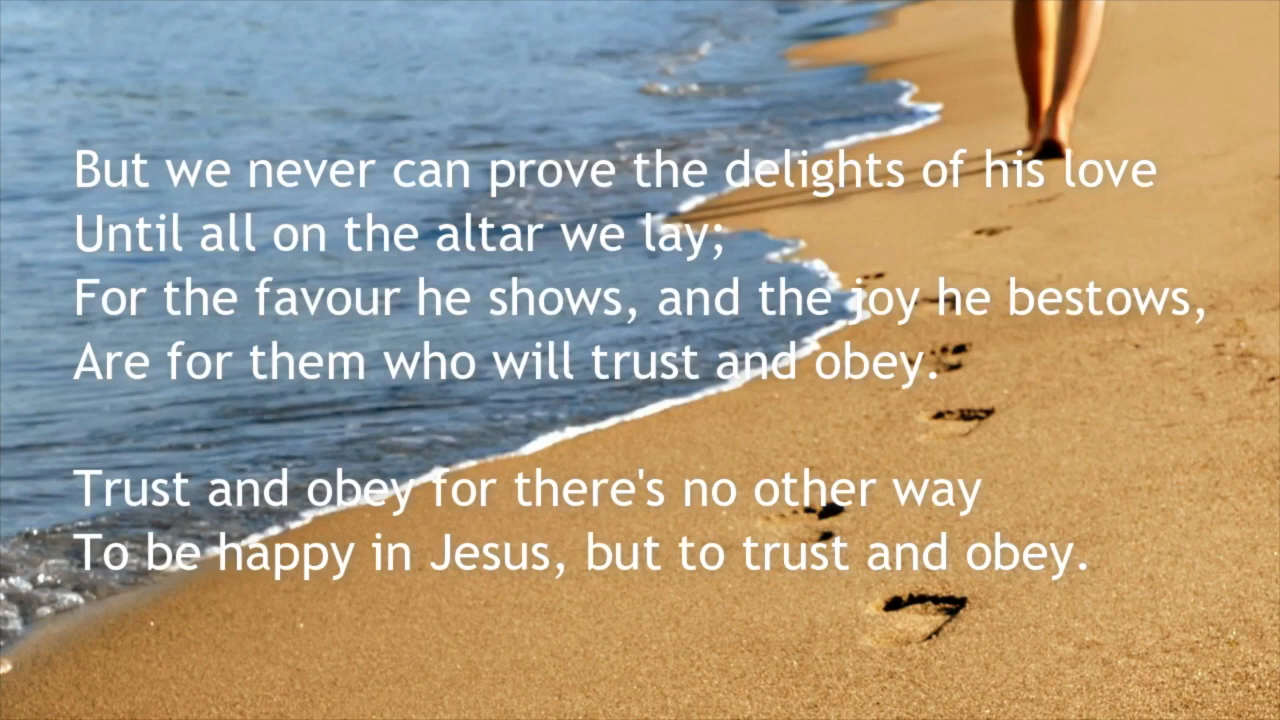 But we never can prove the delights of his love
Until all on the altar we lay;
For the favour he shows, and the joy he bestows,
Are for them who will trust and obey.
Trust and obey for there's no other way
To be happy in Jesus, but to trust and obey.